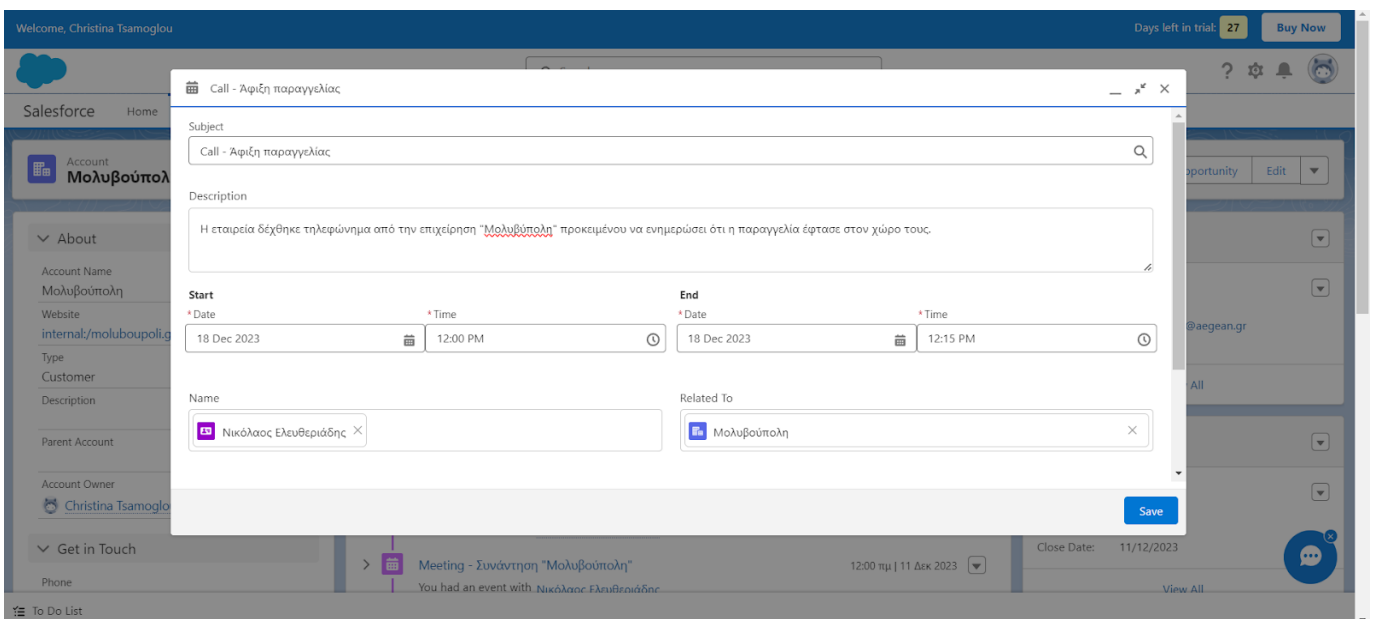 Welcome, Christina Tsamoglou
Days left in trial: 27
Buy Now
Salesforce
Home
Call - Άφιξη παραγγελίας
Account
Μολυβούπολ
pportunity
Edit
Subject
Call - Άφιξη παραγγελίας
Description
Η εταιρεία δέχθηκε τηλεφώνημα από την επιχείρηση "Μολυβύπολη" προκειμένου να ενημερώσει ότι η παραγγελία έφτασε στον χώρο τους.
About
Account Name
Μολυβούπολη
Website
internal:/moluboupoli.g
Type
Customer
Description
Parent Account
Account Owner
Christina Tsamoglo
Get in Touch
Phone
Start
End
*Date
*Time
*Date
*Time
18 Dec 2023
12:00 PM
18 Dec 2023
12:15 PM
@aegean.gr
All
Name
Related To
Νικόλαος Ελευθεριάδης
Μολυβούπολη
Save
Meeting - Συνάντηση "Μολυβούπολη"
12:00 πμ | 11 Δεκ 2023
You had an event with Νικόλαος Ελευθεριάδης
Close Date: 11/12/2023
View All
To Do List